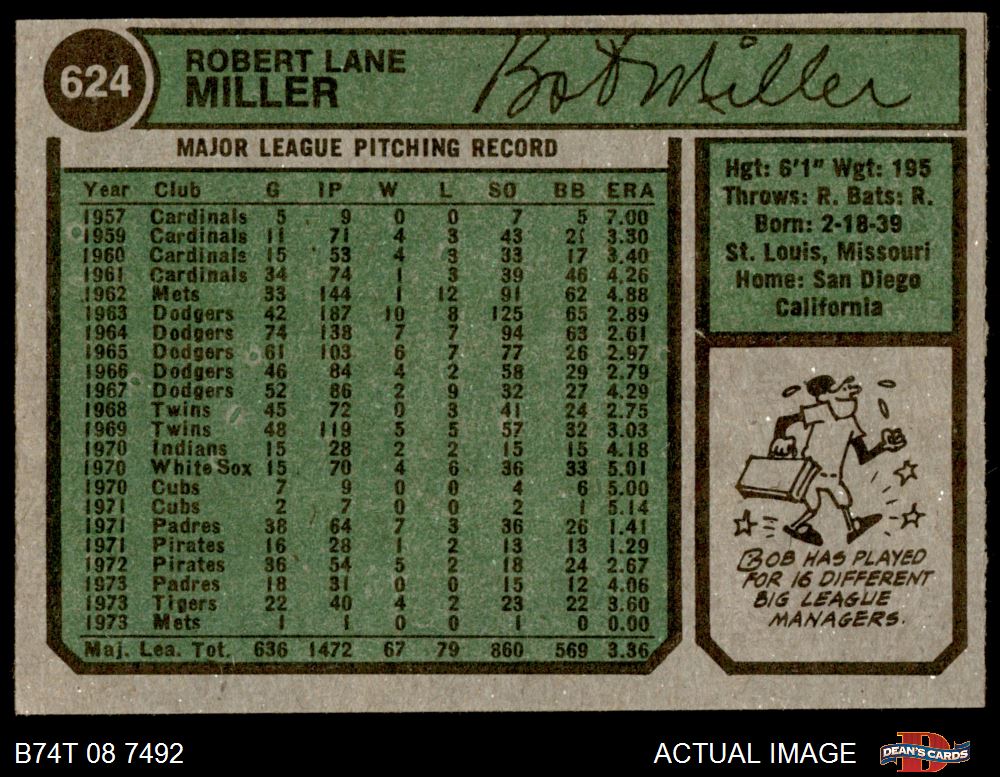 624
ROBERT LANE
MILLER
Bob Miller
MAJOR LEAGUE PITCHING RECORD
Year Club G IP W L SO BB ERA
1957 Cardinals 5 9 0 0 7 5 7.00
1959 Cardinals 11 71 4 3 43 21 3.30
1960 Cardinals 15 53 4 3 33 17 3.40
1961 Cardinals 34 74 1 3 39 46 4.26
1962 Mets 33 144 1 12 91 62 4.88
1963 Dodgers 42 187 10 8 125 65 2.89
1964 Dodgers 74 138 7 7 94 63 2.61
1965 Dodgers 61 103 6 7 77 26 2.97
1966 Dodgers 46 84 4 2 58 29 2.79
1967 Dodgers 52 86 2 9 32 27 4.29
1968 Twins 45 72 0 3 41 24 2.75
1969 Twins 48 119 5 5 57 32 3.03
1970 Indians 15 28 2 2 15 15 4.18
1970 White Sox 15 70 4 6 36 33 5.01
1970 Cubs 7 9 0 0 4 6 5.00
1971 Cubs 2 7 0 0 2 1 5.14
1971 Padres 38 64 7 3 36 26 1.41
1971 Pirates 16 28 1 2 13 13 1.29
1972 Pirates 36 54 5 2 18 24 2.67
1973 Padres 18 31 0 0 15 12 4.06
1973 Tigers 22 40 4 2 23 22 3.60
1973 Mets 1 1 0 0 1 0 0.00
Maj. Lea. Tot. 636 1472 67 79 860 569 3.36
Hgt: 6'1" Wgt: 195
Throws: R. Bats: R.
Born: 2-18-39
St. Louis, Missouri
Home: San Diego
California
BOB HAS PLAYED
FOR 16 DIFFERENT
BIG LEAGUE
MANAGERS.
B74T 08 7492
ACTUAL IMAGE
DEAN'S CARDS